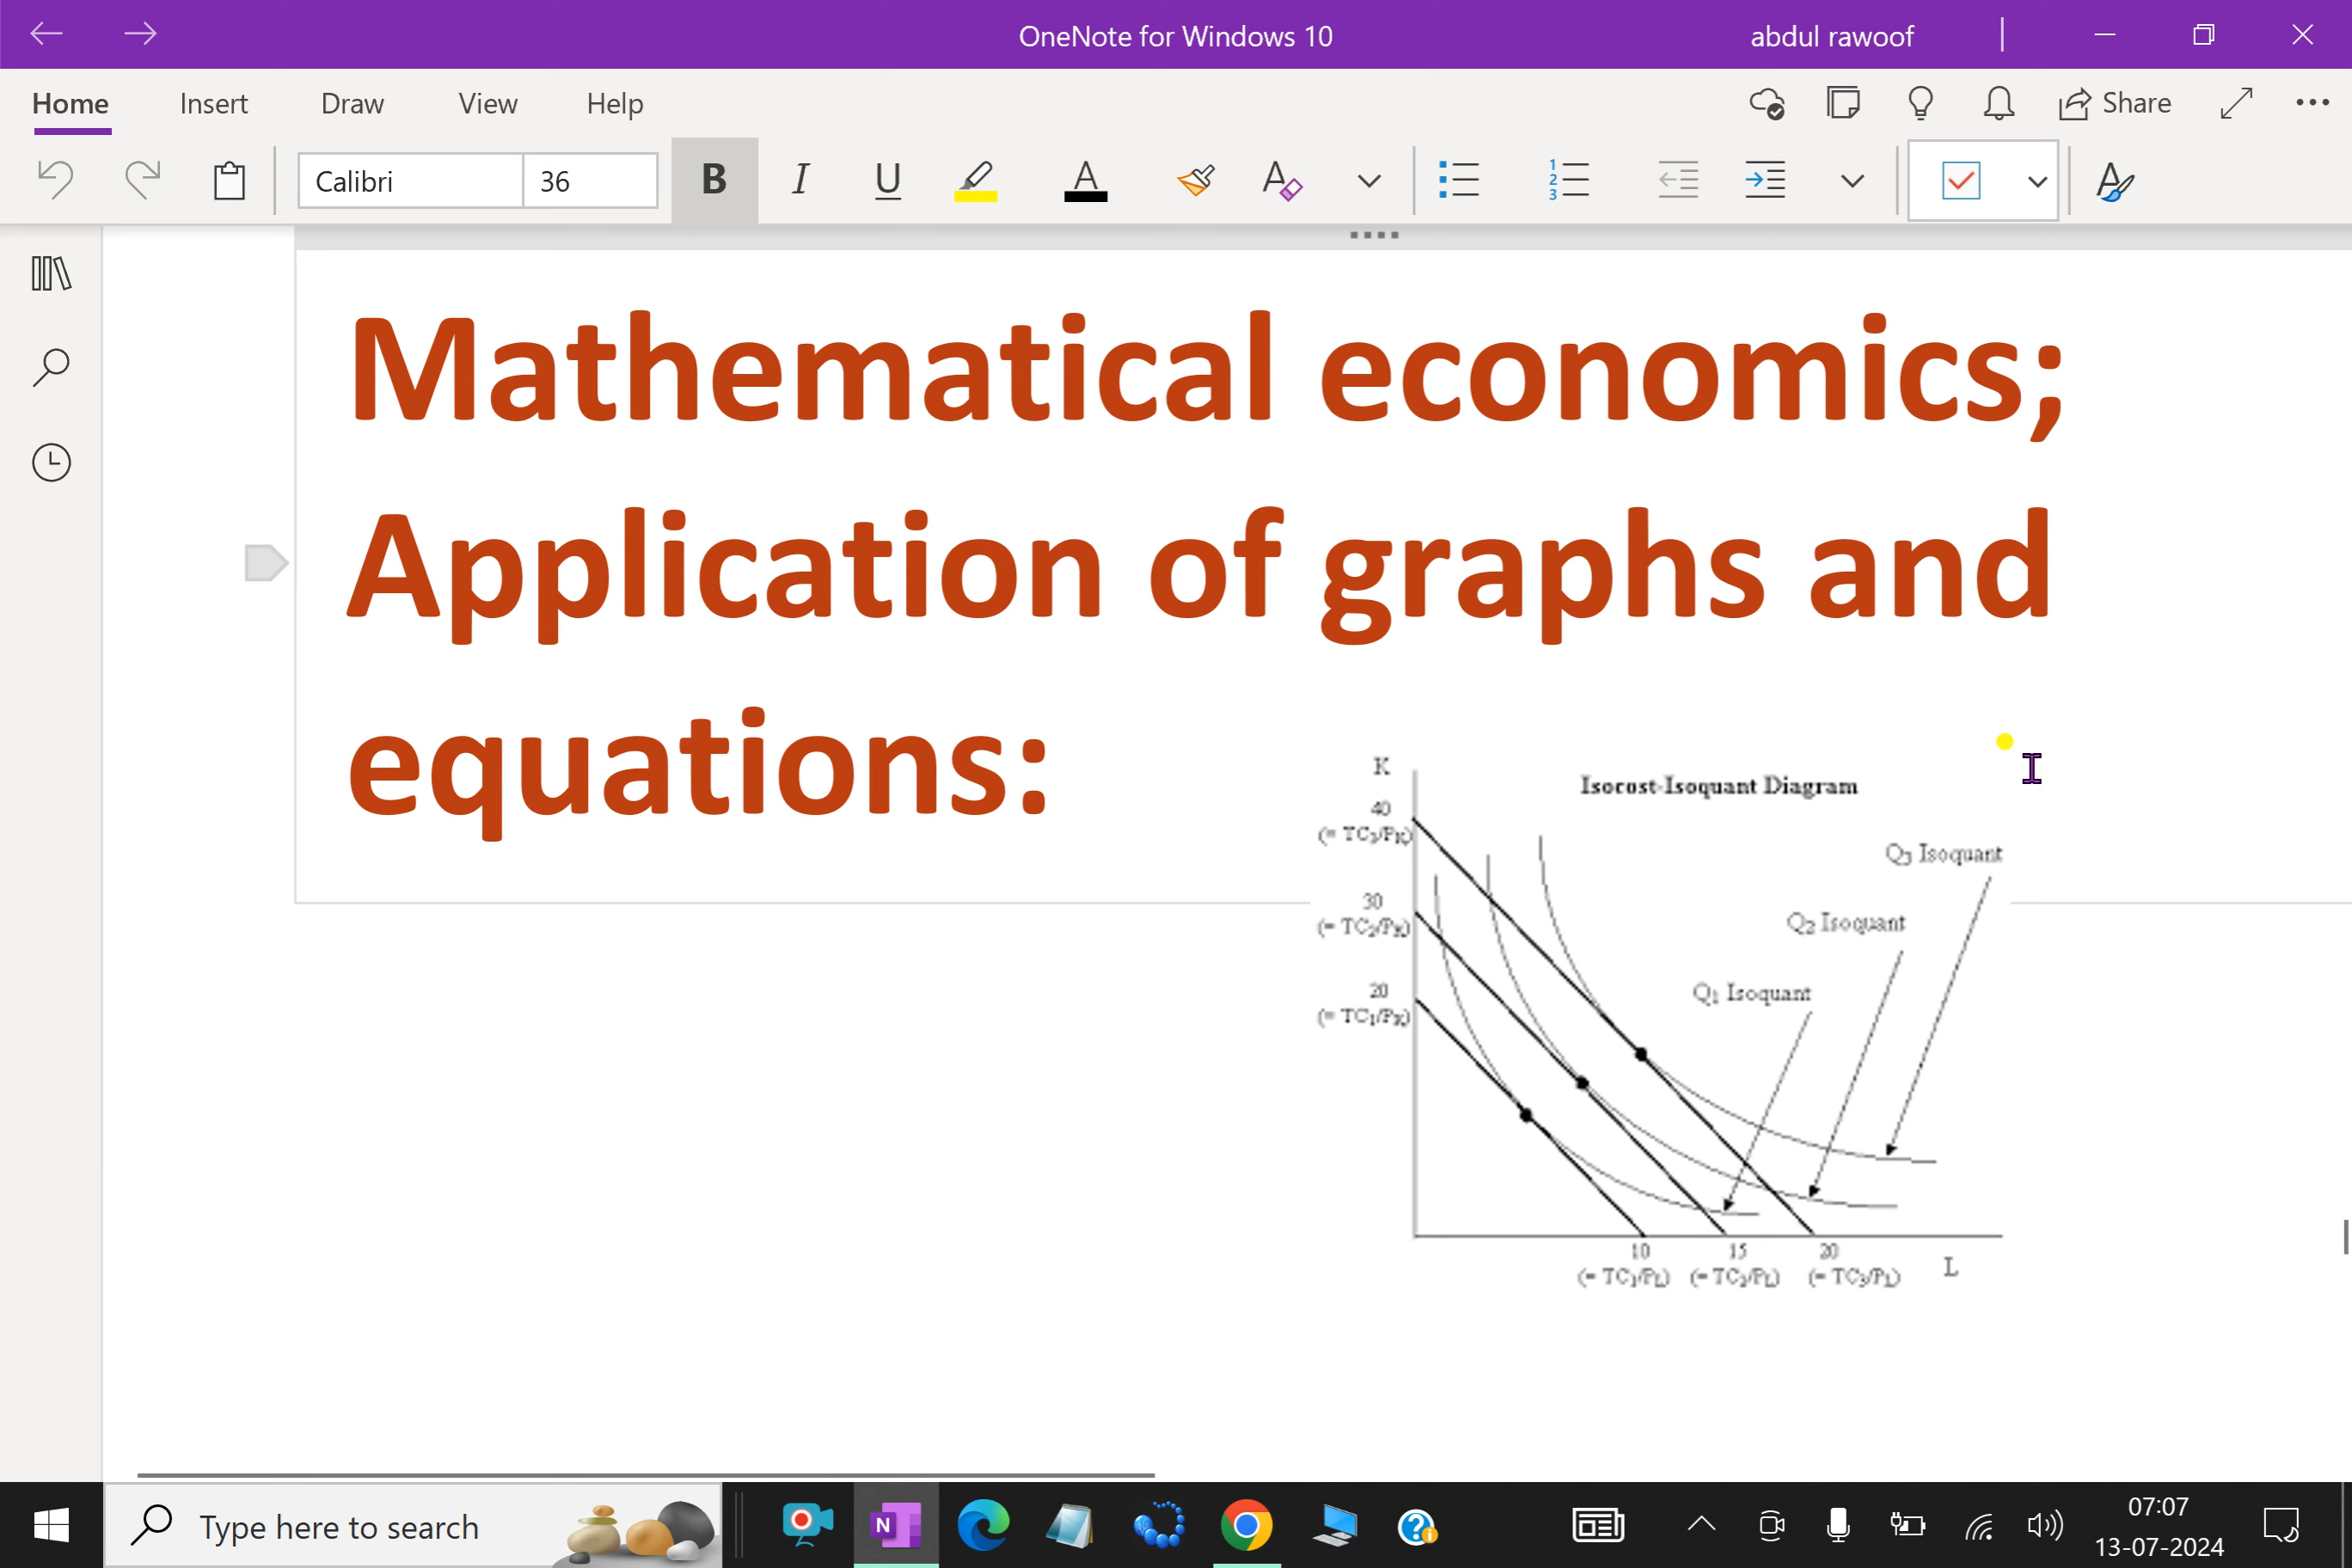 OneNote for Windows 10
abdul rawoof
Home
Insert
Draw
View
Help
Share
Calibri
36
B
I
U
A
A
1
2
3
A
Mathematical economics;
Application of graphs and
equations:
K
Isocost-Isoquant Diagram
40
(= TC3/PK)
Q3 Isoquant
30
(= TC2/PK)
Q2 Isoquant
20
(= TC1/PK)
Q1 Isoquant
10
15
20
(= TC1/PL)
(= TC2/PL)
(= TC3/PL)
L
Type here to search
N
07:07
13-07-2024